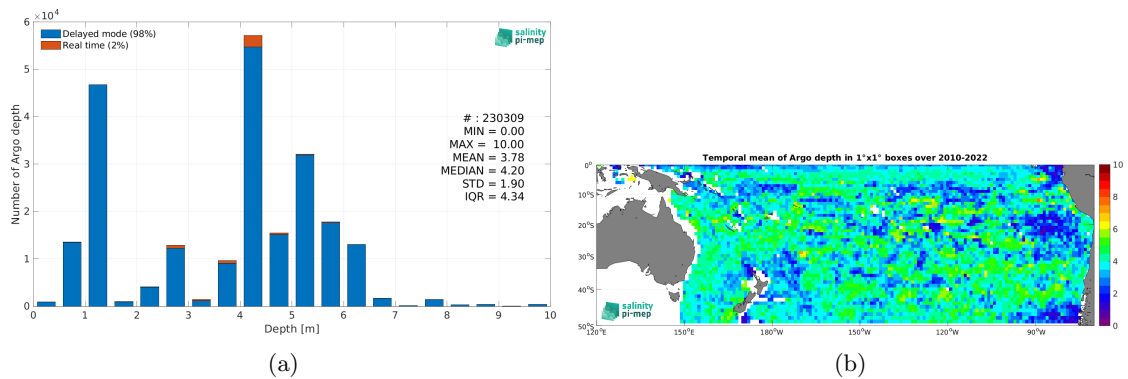 ×10⁴
6
5
4
3
2
1
0
Number of Argo depth
Delayed mode (98%)
Real time (2%)
salinity
pi-mep
# : 230309
MIN = 0.00
MAX = 10.00
MEAN = 3.78
MEDIAN = 4.20
STD = 1.90
IQR = 4.34
0 1 2 3 4 5 6 7 8 9 10
Depth [m]
(a)
Temporal mean of Argo depth in 1°x1° boxes over 2010-2022
0°
10°S
20°S
30°S
40°S
50°S
120°E 150°E 180°W 150°W 120°W 90°W
salinity
pi-mep
10
8
6
4
2
0
(b)